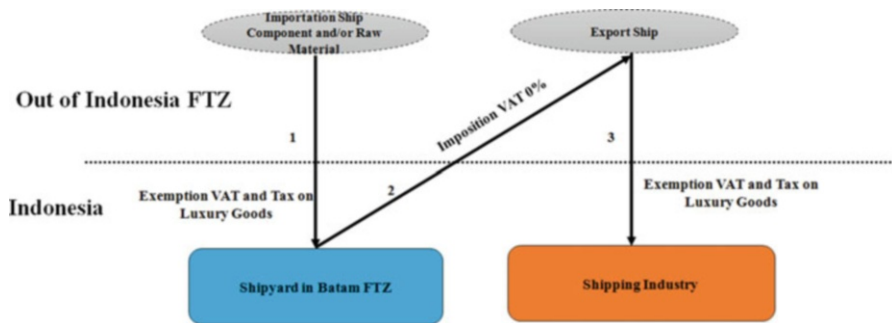 Importation Ship
Component and/or Raw
Material
Export Ship
Out of Indonesia FTZ
1
Imposition VAT 0%
3
2
Exemption VAT and Tax on
Luxury Goods
Exemption VAT and Tax on
Luxury Goods
Indonesia
Shipyard in Batam FTZ
Shipping Industry